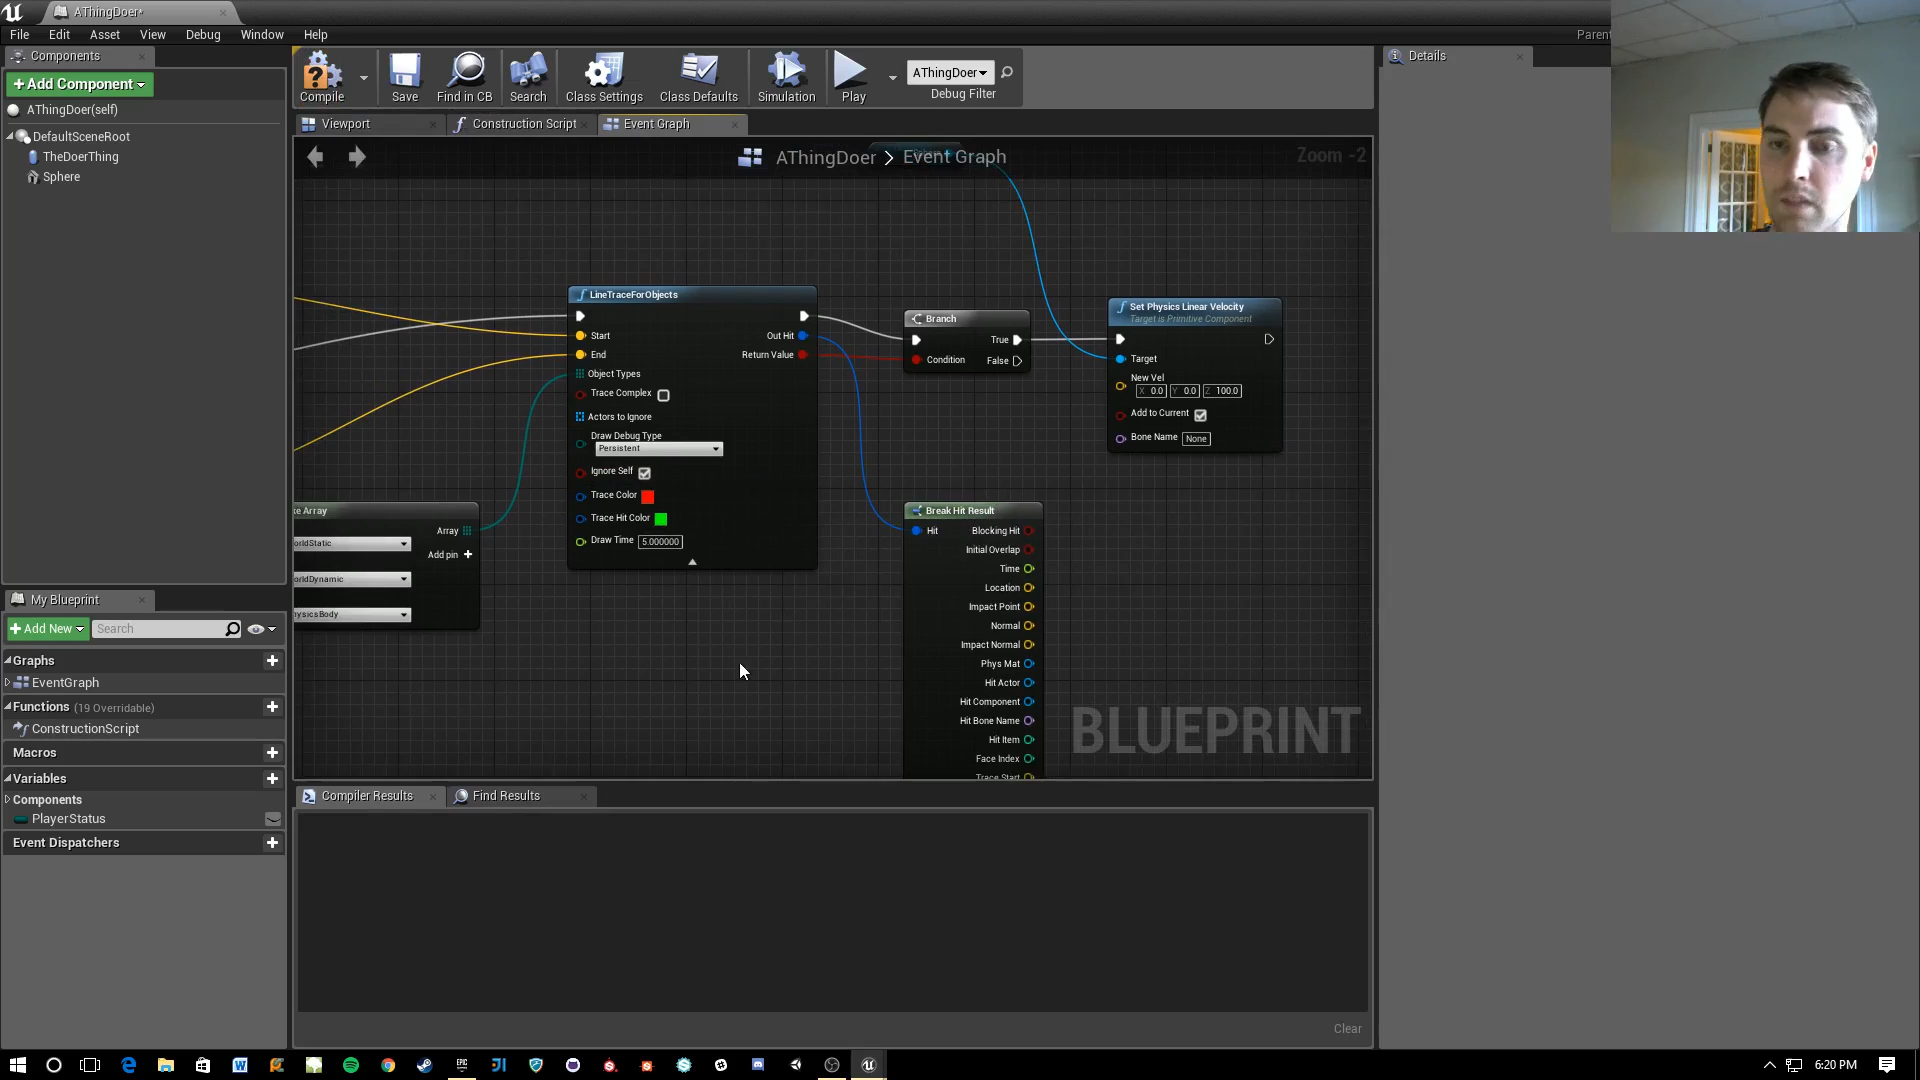 AThingDoer*
File Edit Asset View Debug Window Help
Parent
Components
+Add Component
AThingDoer(self)
DefaultSceneRoot
TheDoerThing
Sphere
Compile
Save
Find in CB
Search
Class Settings
Class Defaults
Simulation
Play
AThingDoer
Debug Filter
Details
Viewport
Construction Script
Event Graph
AThingDoer > Event Graph
Zoom -2
LineTraceForObjects
Start
End
Object Types
Trace Complex
Actors to Ignore
Draw Debug Type
Persistent
Ignore Self
Trace Color
Trace Hit Color
Draw Time 5.000000
Out Hit
Return Value
Branch
Condition
True
False
Set Physics Linear Velocity
Target is Primitive Component
Target
New Vel
X 0.0 Y 0.0 Z 100.0
Add to Current
Bone Name None
ke Array
orldStatic
orldDynamic
hysicsBody
Array
Add pin +
Break Hit Result
Hit
Blocking Hit
Initial Overlap
Time
Location
Impact Point
Normal
Impact Normal
Phys Mat
Hit Actor
Hit Component
Hit Bone Name
Hit Item
Face Index
Trace Start
BLUEPRINT
My Blueprint
+Add New
Search
Graphs
EventGraph
Functions (19 Overridable)
ConstructionScript
Macros
Variables
Components
PlayerStatus
Event Dispatchers
Compiler Results
Find Results
Clear
6:20 PM